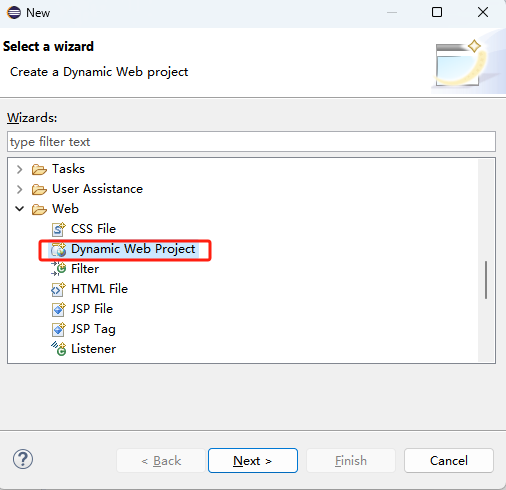 New
Select a wizard
Create a Dynamic Web project
Wizards:
type filter text
Tasks
User Assistance
Web
CSS File
Dynamic Web Project
Filter
HTML File
JSP File
JSP Tag
Listener
< Back
Next >
Finish
Cancel